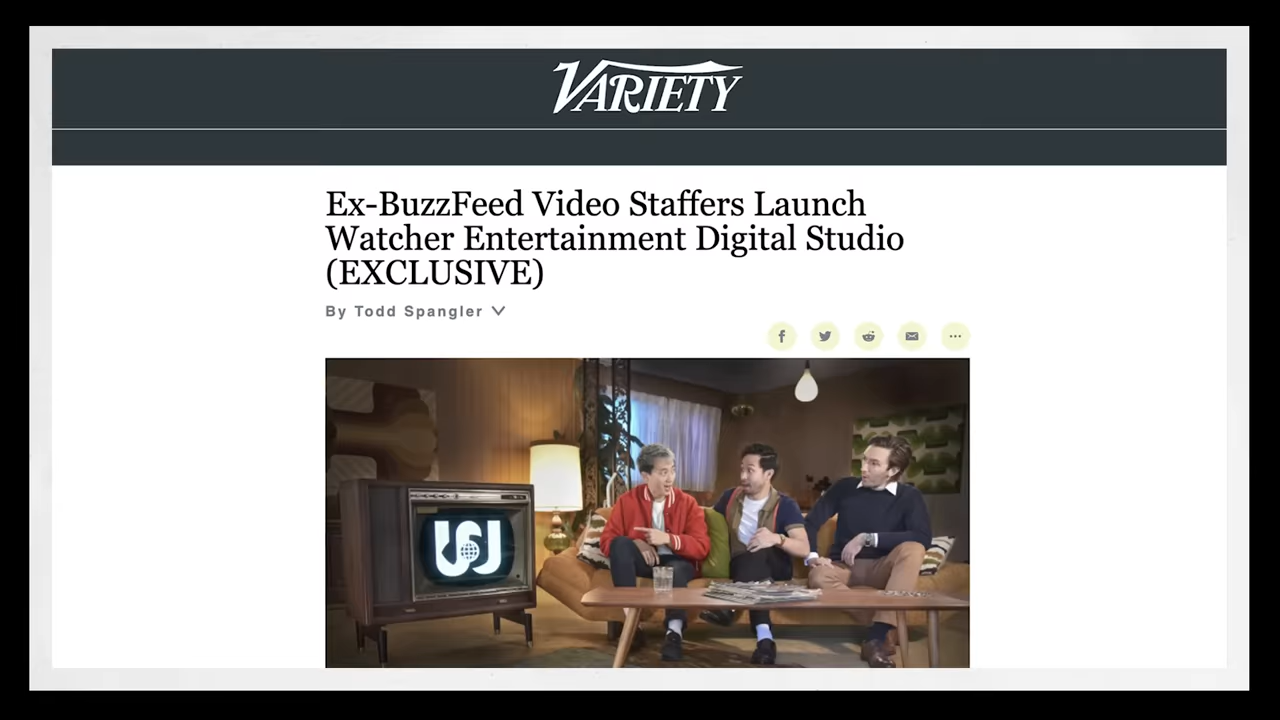 VARIETY
Ex-BuzzFeed Video Staffers Launch
Watcher Entertainment Digital Studio
(EXCLUSIVE)
By Todd Spangler